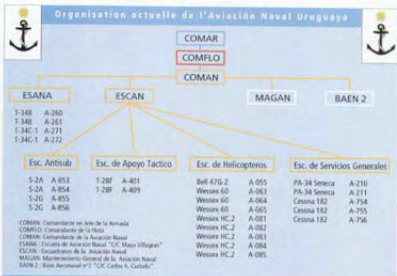 Organisation actuelle de l'Aviación Naval Uruguaya
COMAR
COMFLO
COMAN
ESANA
ESCAN
MAGAN
BAEN 2
T-34B A-260
T-34B A-261
T-34C-1 A-271
T-34C-1 A-272
Esc. Antisub
S-2A A-853
S-2A A-854
S-2G A-855
S-2G A-856
Esc. de Apoyo Tactico
T-28F A-401
T-28F A-409
Esc. de Helicopteros
Bell 47G-2 A-055
Wessex 60 A-063
Wessex 60 A-064
Wessex 60 A-065
Wessex HC.2 A-081
Wessex HC.2 A-082
Wessex HC.2 A-083
Wessex HC.2 A-084
Wessex HC.2 A-085
Esc. de Servicios Generales
PA-34 Seneca A-210
PA-34 Seneca A-211
Cessna 182 A-754
Cessna 182 A-755
Cessna 182 A-756
COMAR: Comandante en Jefe de la Armada
COMFLO: Comandante de la Flota
COMAN: Comandante de la Aviación Naval
ESANA: Escuela de Aviación Naval "C/C Mayo Villagrán"
ESCAN: Escuadrones de la Aviación Naval
MAGAN: Mantenimiento General de la Aviación Naval
BAEN 2: Base Aeronaval nº2 "C/C Carlos A. Curbelo"